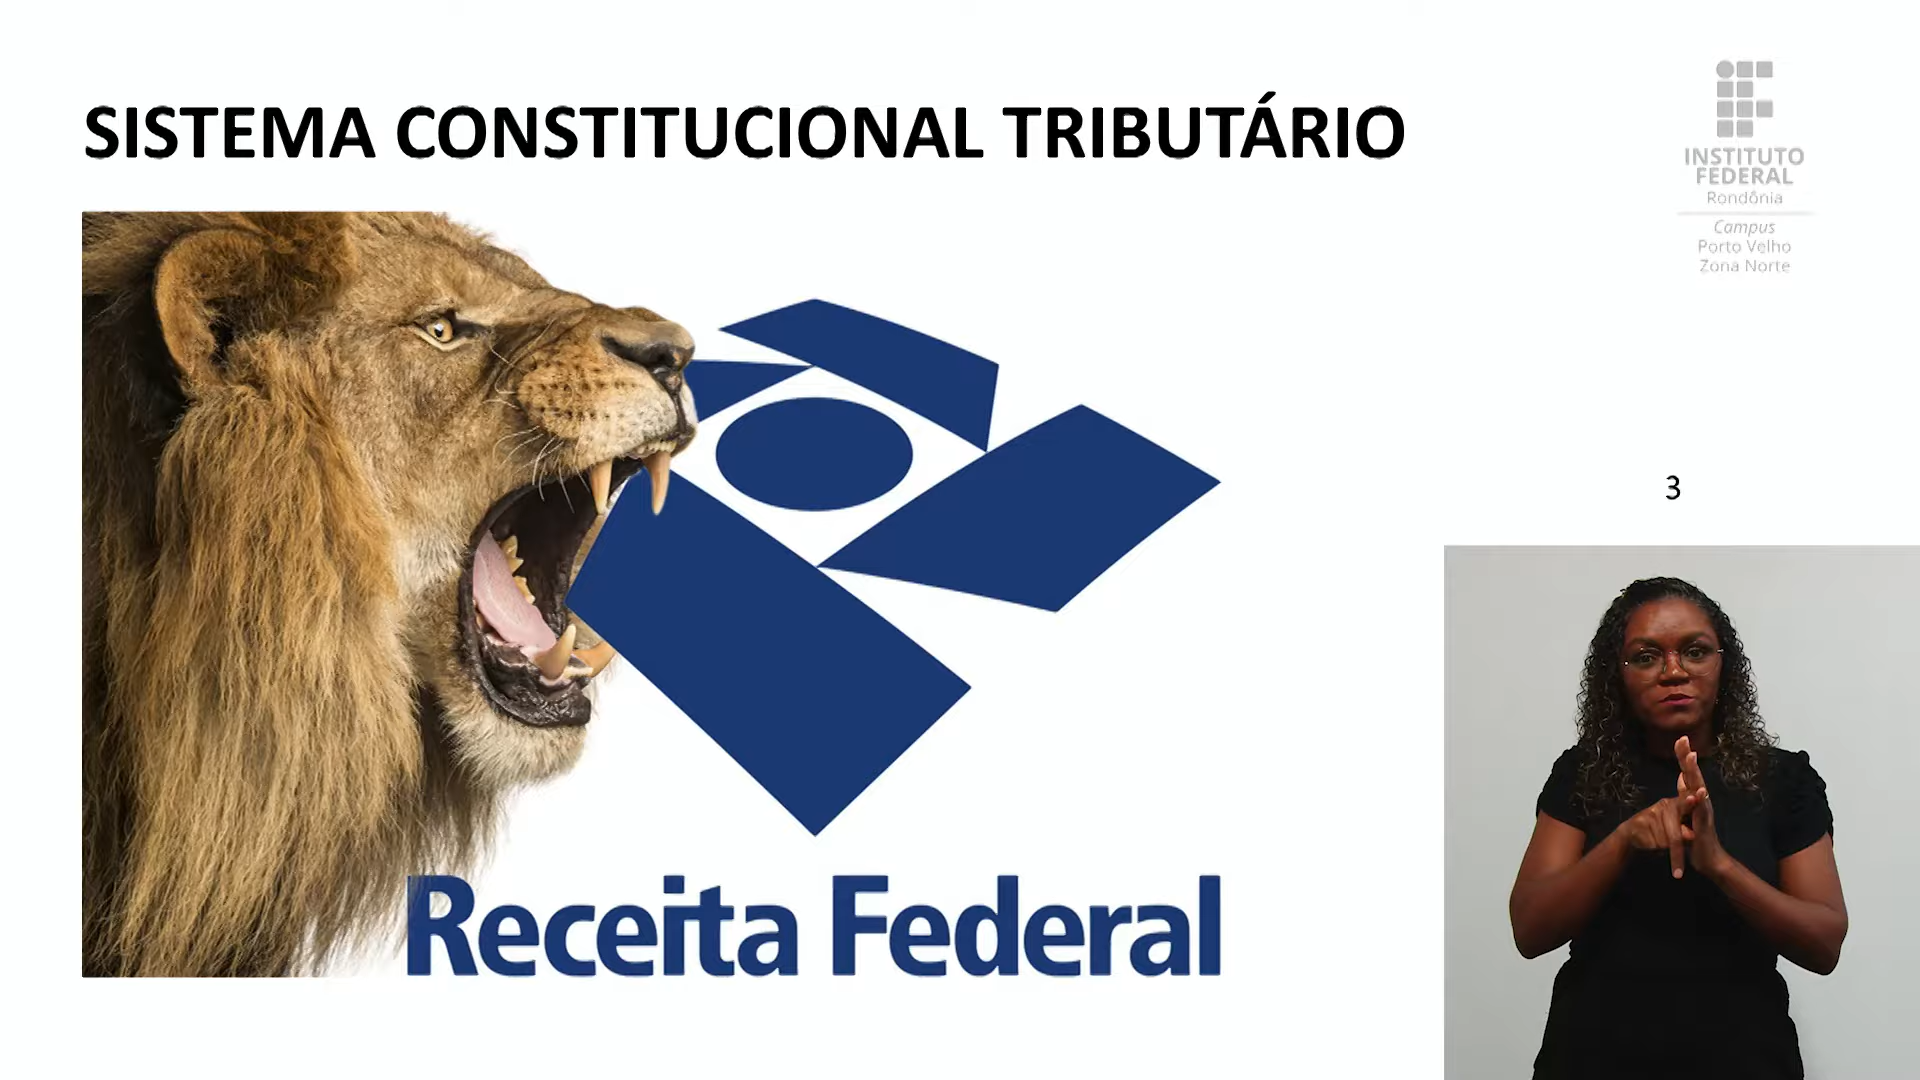 SISTEMA CONSTITUCIONAL TRIBUTÁRIO
INSTITUTO
FEDERAL
Rondônia
Campus
Porto Velho
Zona Norte
3
Receita Federal